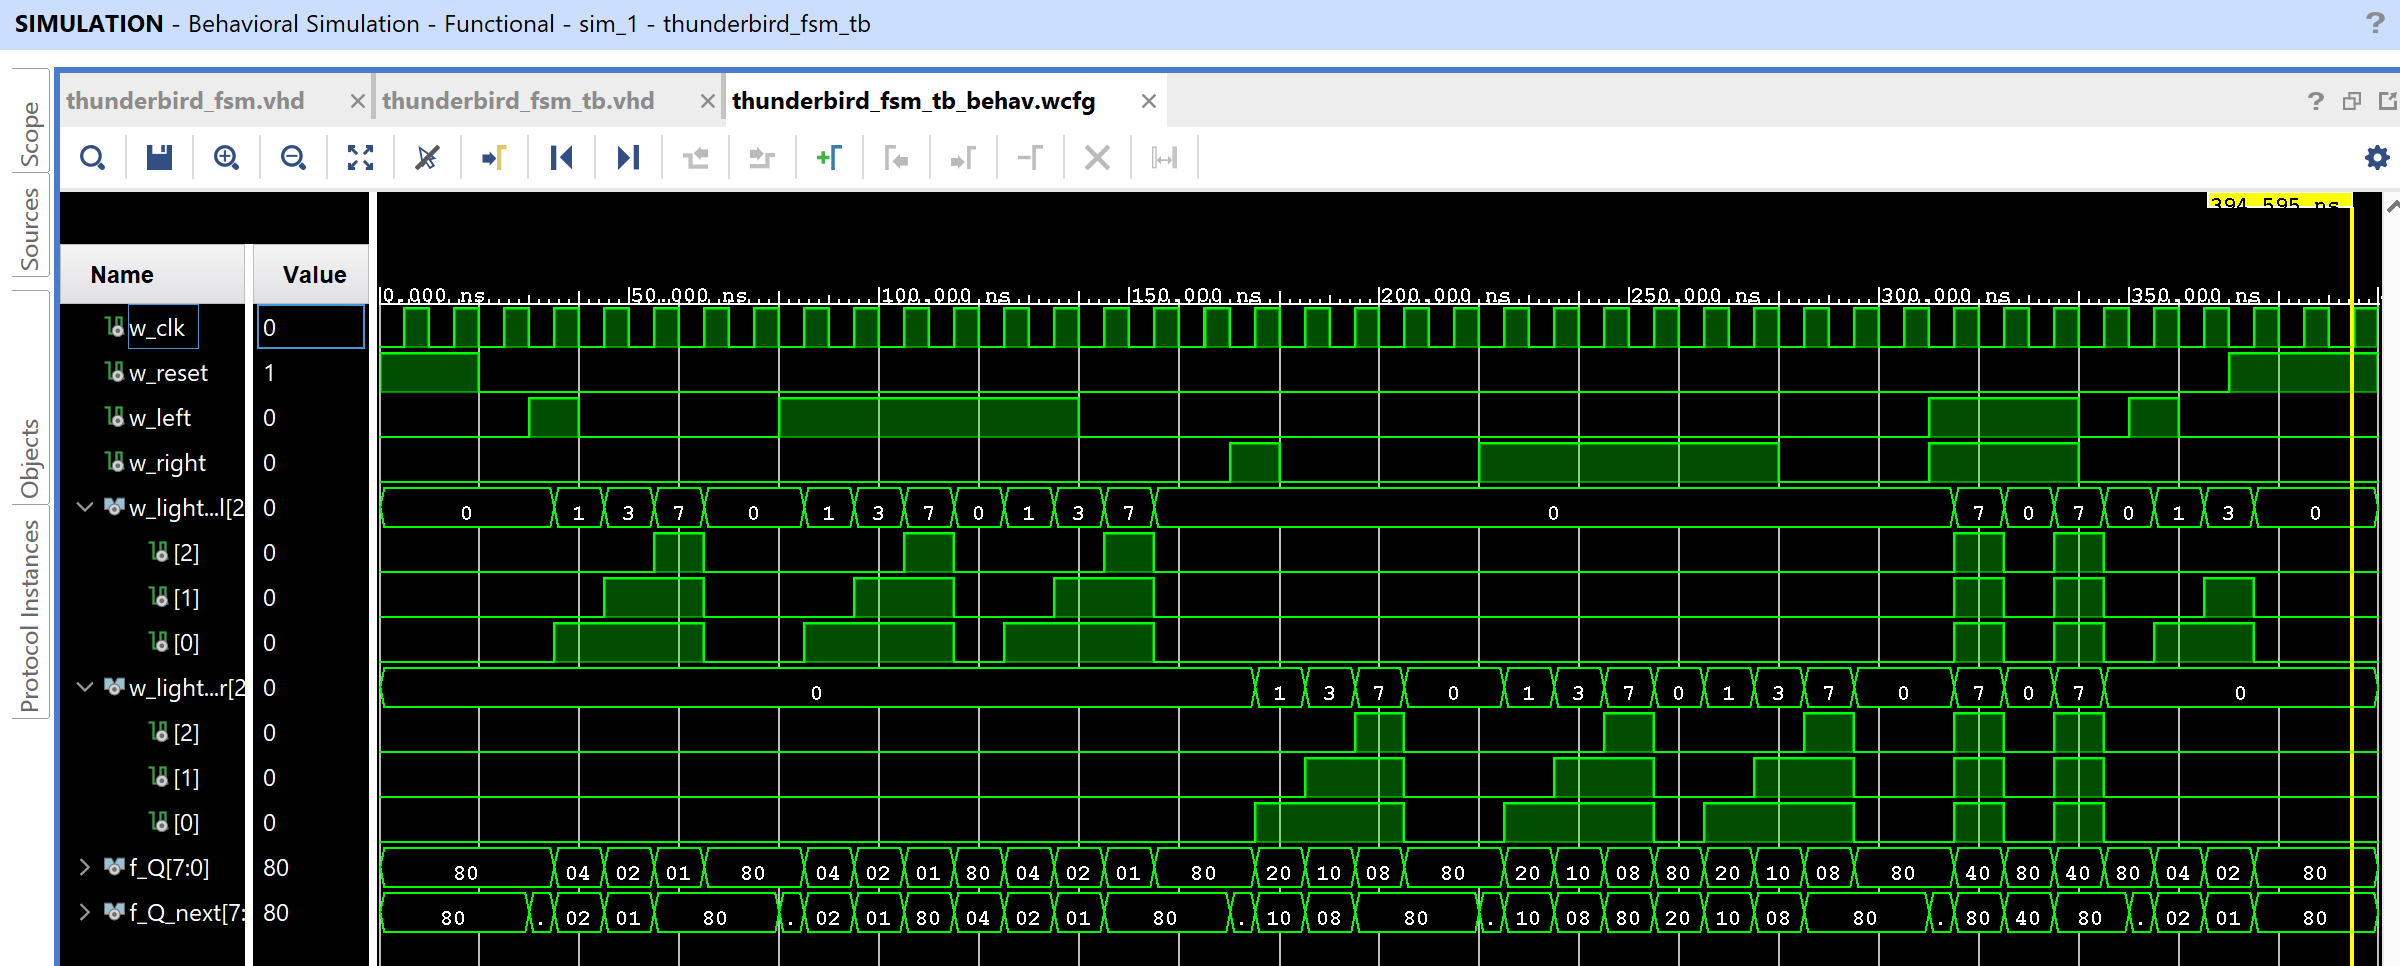 SIMULATION - Behavioral Simulation - Functional - sim_1 - thunderbird_fsm_tb ?
Scope
Sources
Objects
Protocol Instances
thunderbird_fsm.vhd × thunderbird_fsm_tb.vhd × thunderbird_fsm_tb_behav.wcfg × ?
394.595 ns
Name Value
0.000 ns 50.000 ns 100.000 ns 150.000 ns 200.000 ns 250.000 ns 300.000 ns 350.000 ns
w_clk 0
w_reset 1
w_left 0
w_right 0
w_light...l[2 0 0 1 3 7 0 1 3 7 0 1 3 7 0 7 0 7 0 1 3 0
[2] 0
[1] 0
[0] 0
w_light...r[2 0 0 1 3 7 0 1 3 7 0 1 3 7 0 7 0 7 0
[2] 0
[1] 0
[0] 0
f_Q[7:0] 80 80 04 02 01 80 04 02 01 80 04 02 01 80 20 10 08 80 20 10 08 80 20 10 08 80 40 80 40 80 04 02 80
f_Q_next[7: 80 80 . 02 01 80 . 02 01 80 04 02 01 80 . 10 08 80 . 10 08 80 20 10 08 80 . 80 40 80 . 02 01 80